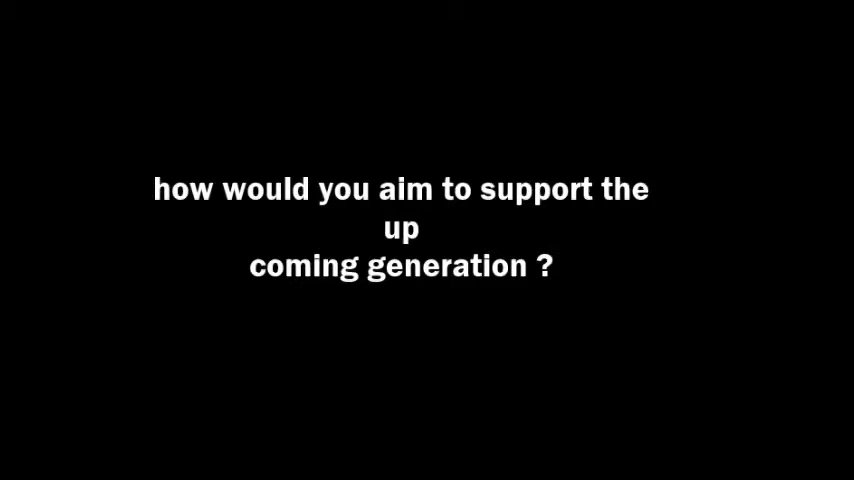 how would you aim to support the
up
coming generation ?